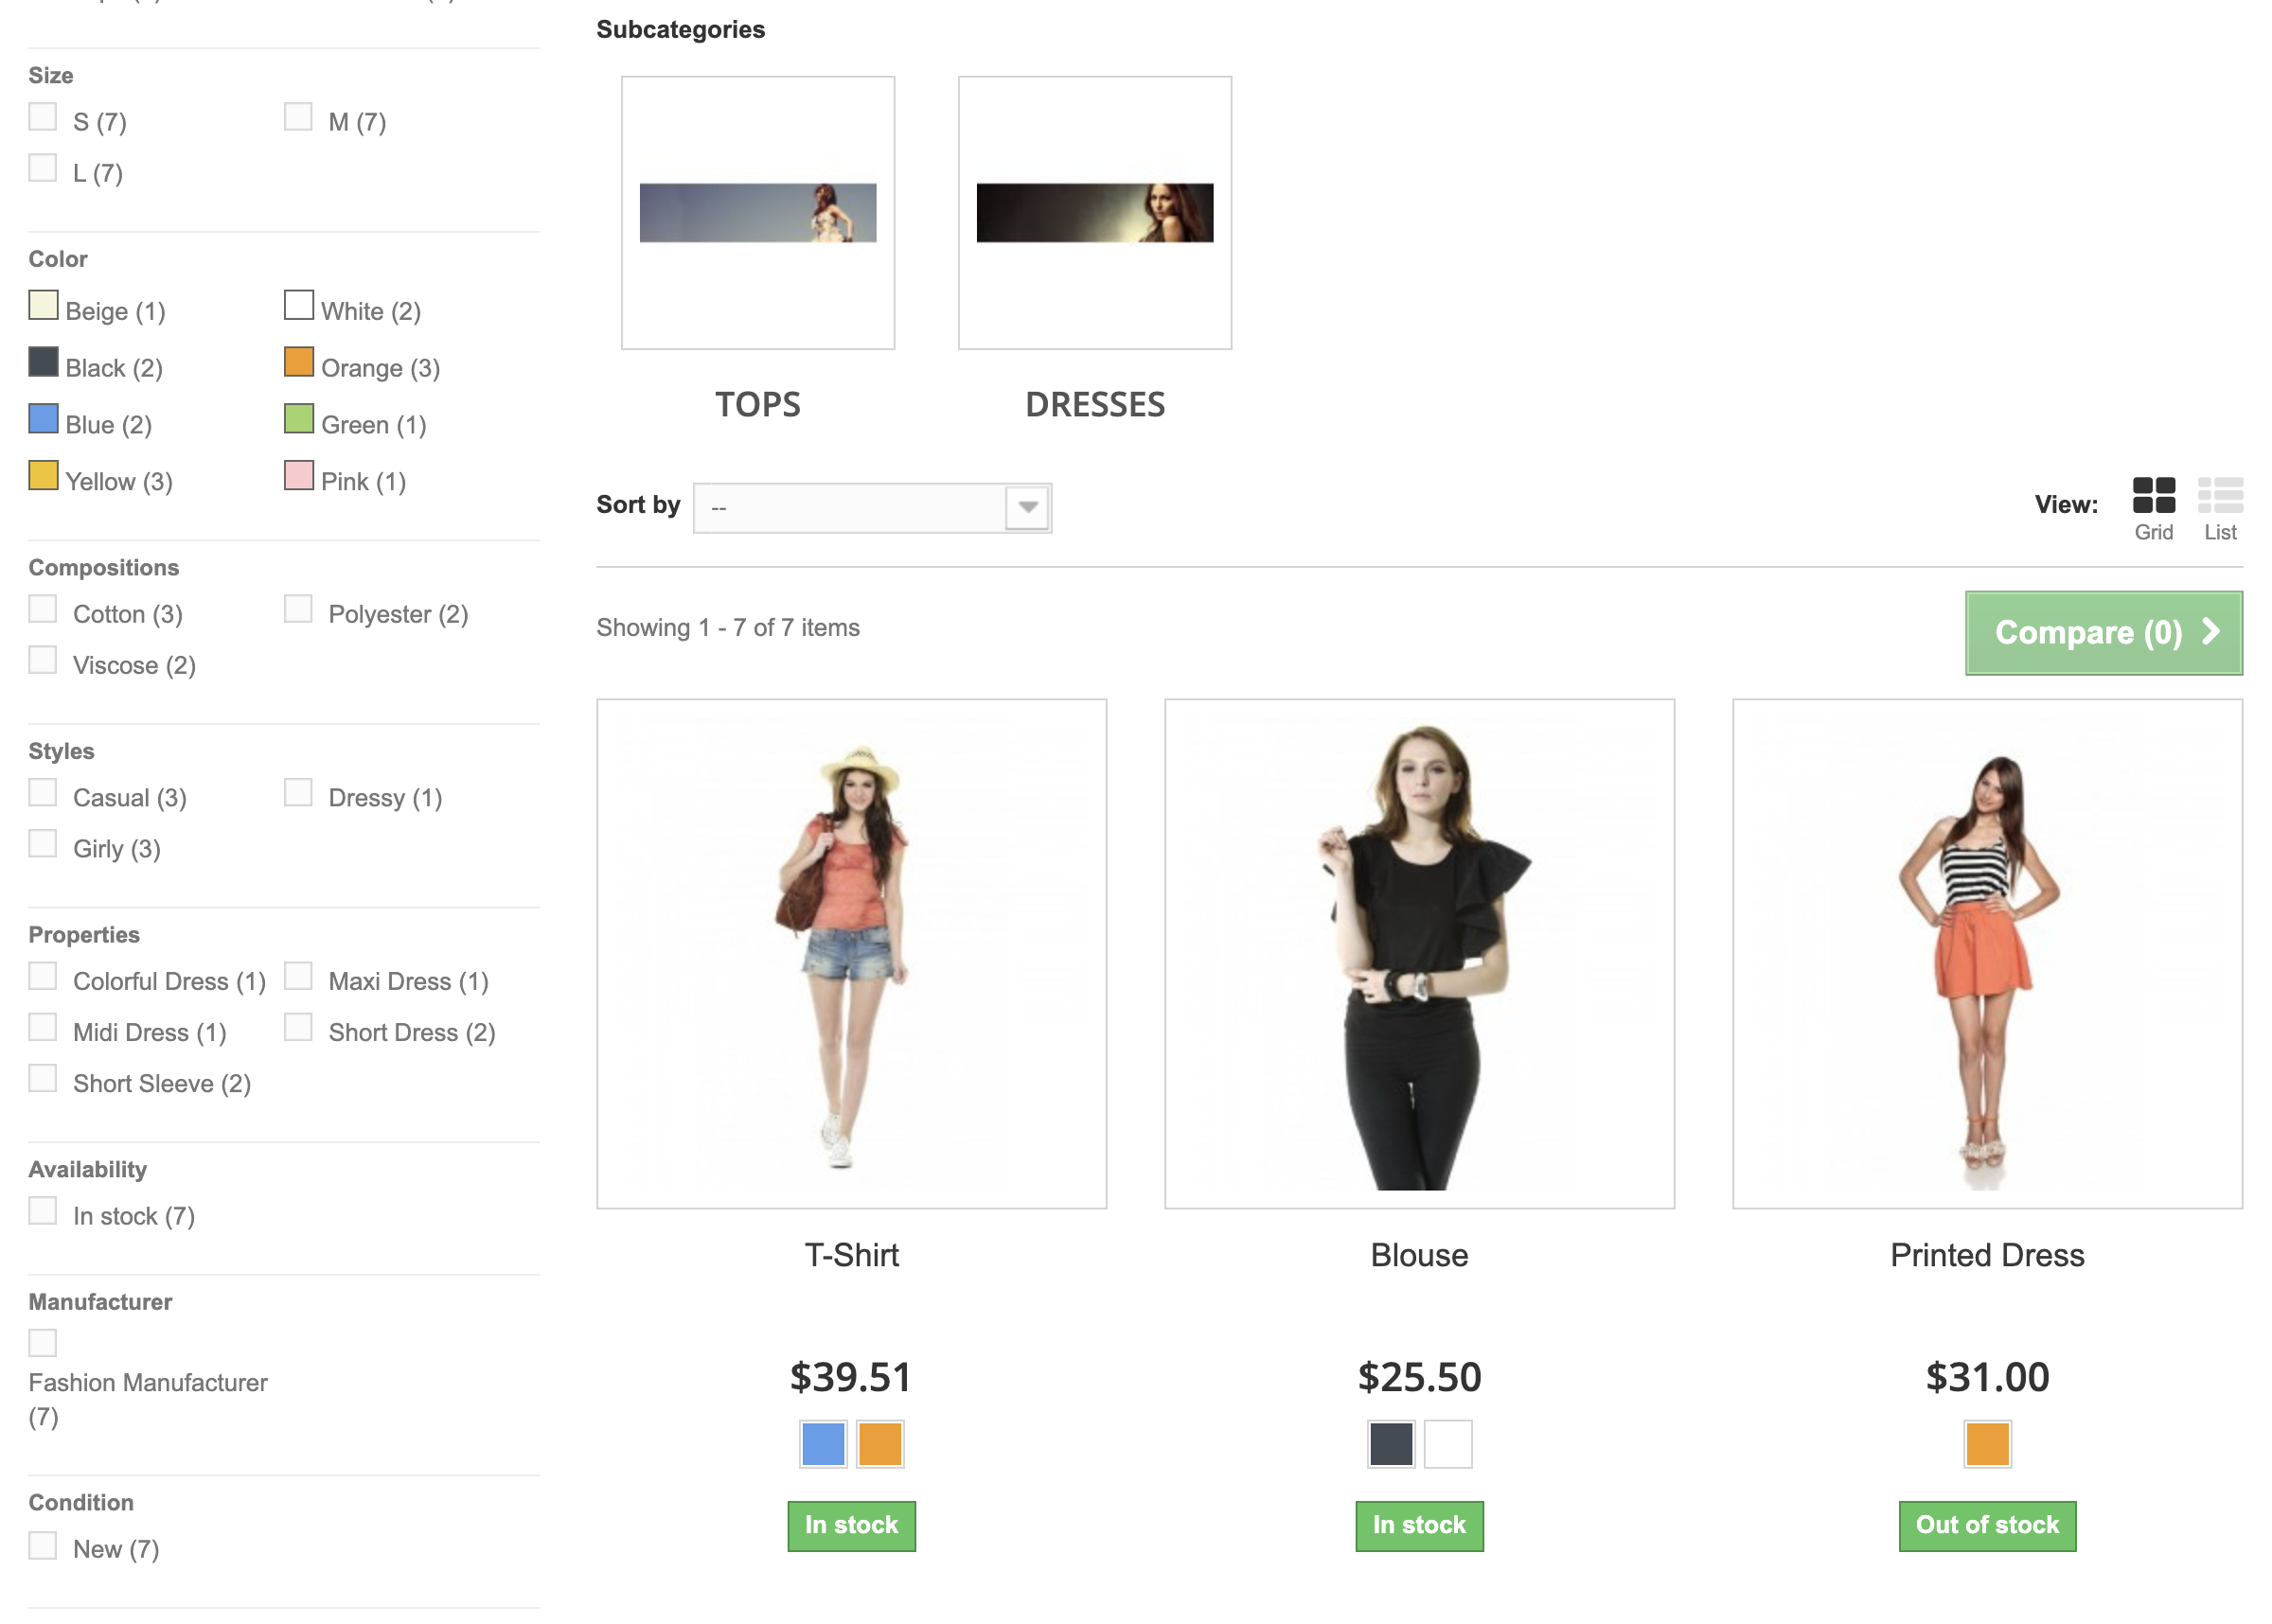 Size
S (7)
M (7)
L (7)
Color
Beige (1)
White (2)
Black (2)
Orange (3)
Blue (2)
Green (1)
Yellow (3)
Pink (1)
Compositions
Cotton (3)
Polyester (2)
Viscose (2)
Styles
Casual (3)
Dressy (1)
Girly (3)
Properties
Colorful Dress (1)
Maxi Dress (1)
Midi Dress (1)
Short Dress (2)
Short Sleeve (2)
Availability
In stock (7)
Manufacturer
Fashion Manufacturer
(7)
Condition
New (7)
Subcategories
TOPS
DRESSES
Sort by
--
View:
Grid
List
Showing 1 - 7 of 7 items
Compare (0)
T-Shirt
$39.51
In stock
Blouse
$25.50
In stock
Printed Dress
$31.00
Out of stock